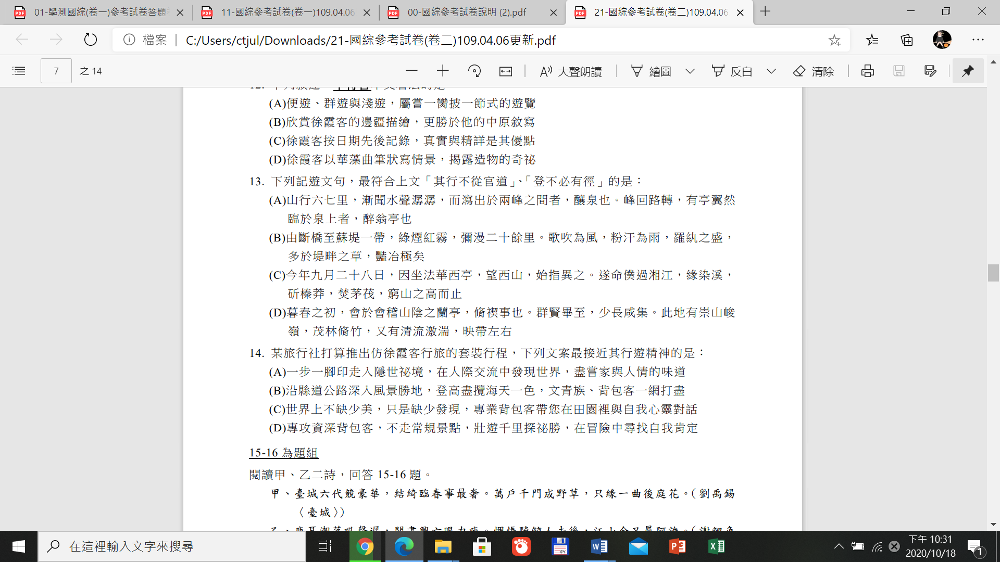 01-學測國綜(卷一)參考試卷答題
11-國綜參考試卷(卷一)109.04.06
00-國綜參考試卷說明 (2).pdf
21-國綜參考試卷(卷二)109.04.06
檔案
C:/Users/ctjul/Downloads/21-國綜參考試卷(卷二)109.04.06更新.pdf
7 之 14
大聲朗讀
繪圖
反白
清除
(A)便遊、群遊與淺遊，屬嘗一臠披一節式的遊覽
(B)欣賞徐霞客的邊疆描繪，更勝於他的中原敘寫
(C)徐霞客按日期先後記錄，真實與精詳是其優點
(D)徐霞客以華藻曲筆狀寫情景，揭露造物的奇祕
13. 下列記遊文句，最符合上文「其行不從官道」、「登不必有徑」的是：
(A)山行六七里，漸聞水聲潺潺，而瀉出於兩峰之間者，釀泉也。峰回路轉，有亭翼然
臨於泉上者，醉翁亭也
(B)由斷橋至蘇堤一帶，綠煙紅霧，彌漫二十餘里。歌吹為風，粉汗為雨，羅紈之盛，
多於堤畔之草，豔冶極矣
(C)今年九月二十八日，因坐法華西亭，望西山，始指異之。遂命僕過湘江，緣染溪，
斫榛莽，焚茅茷，窮山之高而止
(D)暮春之初，會於會稽山陰之蘭亭，脩禊事也。群賢畢至，少長咸集。此地有崇山峻
嶺，茂林脩竹，又有清流激湍，映帶左右
14. 某旅行社打算推出仿徐霞客行旅的套裝行程，下列文案最接近其行遊精神的是：
(A)一步一腳印走入隱世祕境，在人際交流中發現世界，盡嘗家與人情的味道
(B)沿縣道公路深入風景勝地，登高盡攬海天一色，文青族、背包客一網打盡
(C)世界上不缺少美，只是缺少發現，專業背包客帶您在田園裡與自我心靈對話
(D)專攻資深背包客，不走常規景點，壯遊千里探祕勝，在冒險中尋找自我肯定
15-16 為題組
閱讀甲、乙二詩，回答 15-16 題。
甲、臺城六代競豪華，結綺臨春事最奢。萬戶千門成野草，只緣一曲後庭花。（劉禹錫
〈臺城〉）
在這裡輸入文字來搜尋
下午 10:31
2020/10/18
1